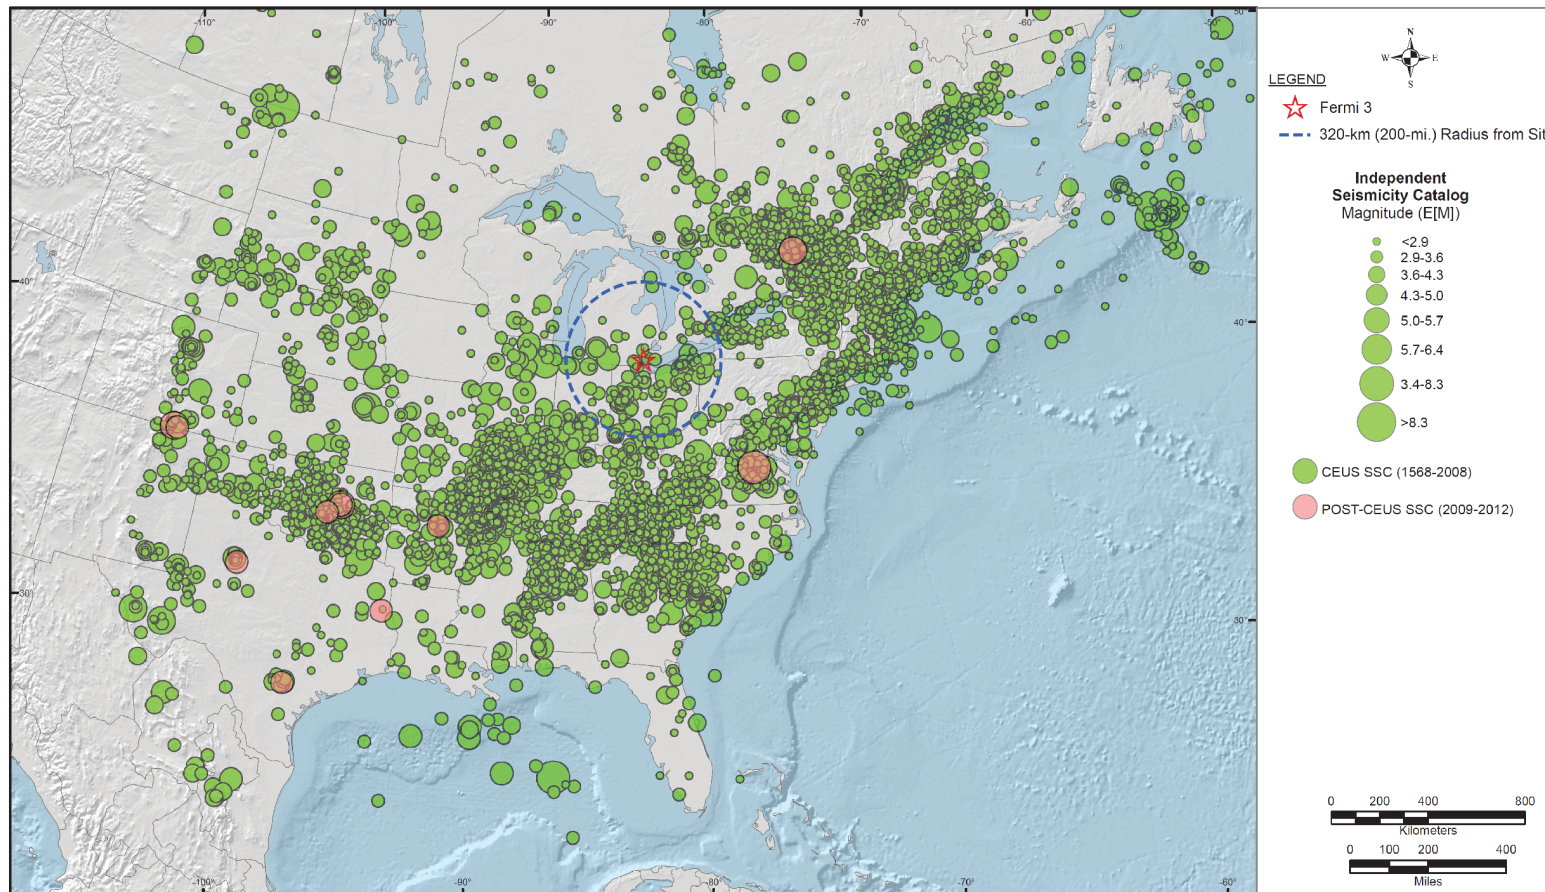 -110°
-100°
-90°
-80°
-70°
-60°
-50°
50°
40°
40°
30°
30°
-100°
-90°
-80°
-70°
-60°
N
W
E
S
LEGEND
Fermi 3
320-km (200-mi.) Radius from Sit
Independent
Seismicity Catalog
Magnitude (E[M])
<2.9
2.9-3.6
3.6-4.3
4.3-5.0
5.0-5.7
5.7-6.4
3.4-8.3
>8.3
CEUS SSC (1568-2008)
POST-CEUS SSC (2009-2012)
0 200 400 800
Kilometers
0 100 200 400
Miles